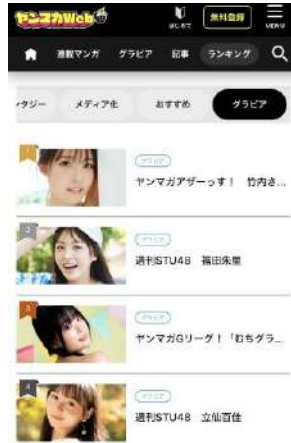 ヤンマガWeb
はじめて
無料登録
MENU
連載マンガ
グラビア
記事
ランキング
ンタジー
メディア化
おすすめ
グラビア
1
グラビア
ヤンマガアザーっす！ 竹内さ...
2
グラビア
週刊STU48 福田朱里
3
グラビア
ヤンマガGリーグ！「むちグラ...
4
グラビア
週刊STU48 立仙百佳